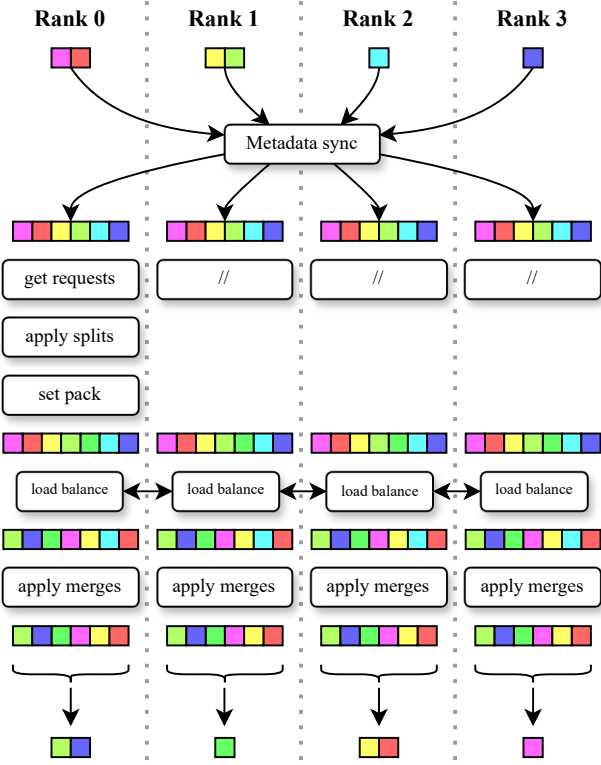 Rank 0 Rank 1 Rank 2 Rank 3
Metadata sync
get requests // // //
apply splits
set pack
load balance load balance load balance load balance
apply merges apply merges apply merges apply merges